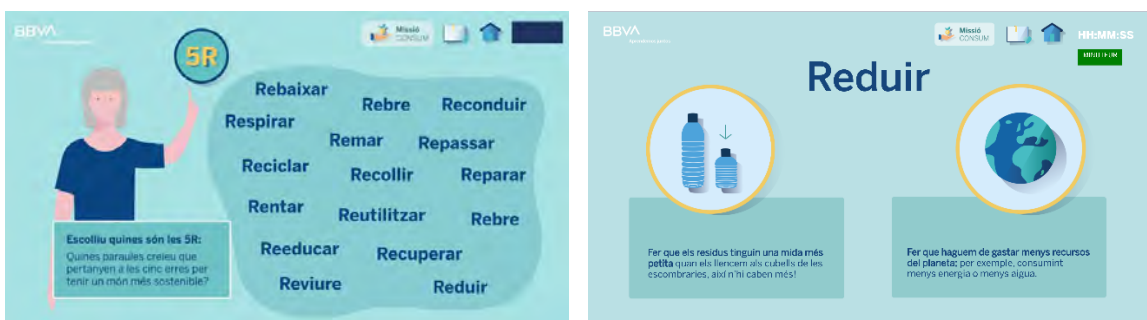 BBVA
Missió
CONSUM
5R
Rebaixar
Rebre
Reconduir
Respirar
Remar
Repassar
Reciclar
Recollir
Reparar
Rentar
Reutilitzar
Rebre
Reeducar
Recuperar
Reviure
Reduir
Escolliu quines són les 5R:
Quines paraules creieu que
pertanyen a les cinc erres per
tenir un món més sostenible?
BBVA
Missió
CONSUM
HH:MM:SS
Reduir
Fer que els residus tinguin una mida més
petita quan els llencem als cubells de les
escombraries, així n'hi caben més!
Fer que haguem de gastar menys recursos
del planeta; per exemple, consumint
menys energia o menys aigua.